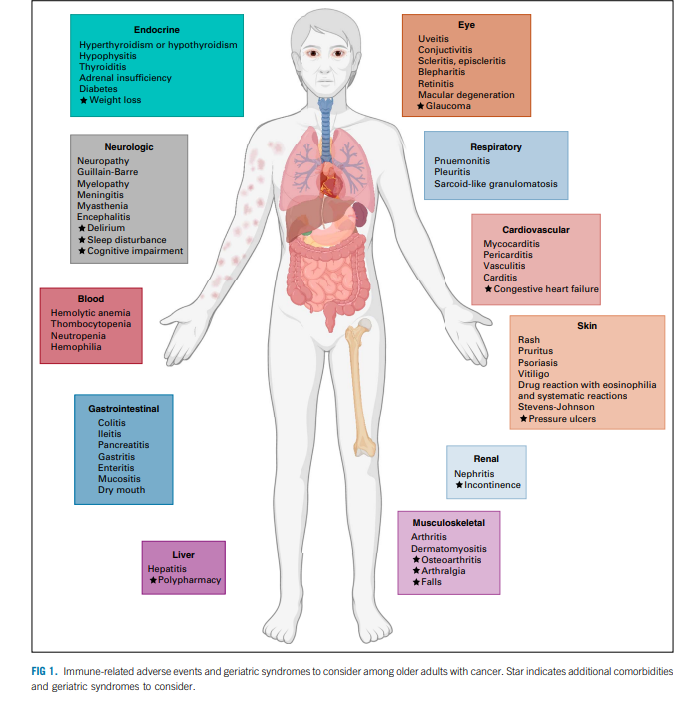 Endocrine
Hyperthyroidism or hypothyroidism
Hypophysitis
Thyroiditis
Adrenal insufficiency
Diabetes
★ Weight loss
Eye
Uveitis
Conjuctivitis
Scleritis, episcleritis
Blepharitis
Retinitis
Macular degeneration
★ Glaucoma
Neurologic
Neuropathy
Guillain-Barre
Myelopathy
Meningitis
Myasthenia
Encephalitis
★ Delirium
★ Sleep disturbance
★ Cognitive impairment
Respiratory
Pnuemonitis
Pleuritis
Sarcoid-like granulomatosis
Cardiovascular
Mycocarditis
Pericarditis
Vasculitis
Carditis
★ Congestive heart failure
Blood
Hemolytic anemia
Thombocytopenia
Neutropenia
Hemophilia
Skin
Rash
Pruritus
Psoriasis
Vitiligo
Drug reaction with eosinophilia
and systematic reactions
Stevens-Johnson
★ Pressure ulcers
Gastrointestinal
Colitis
Ileitis
Pancreatitis
Gastritis
Enteritis
Mucositis
Dry mouth
Renal
Nephritis
★ Incontinence
Musculoskeletal
Arthritis
Dermatomyositis
★ Osteoarthritis
★ Arthralgia
★ Falls
Liver
Hepatitis
★ Polypharmacy
FIG 1. Immune-related adverse events and geriatric syndromes to consider among older adults with cancer. Star indicates additional comorbidities
and geriatric syndromes to consider.